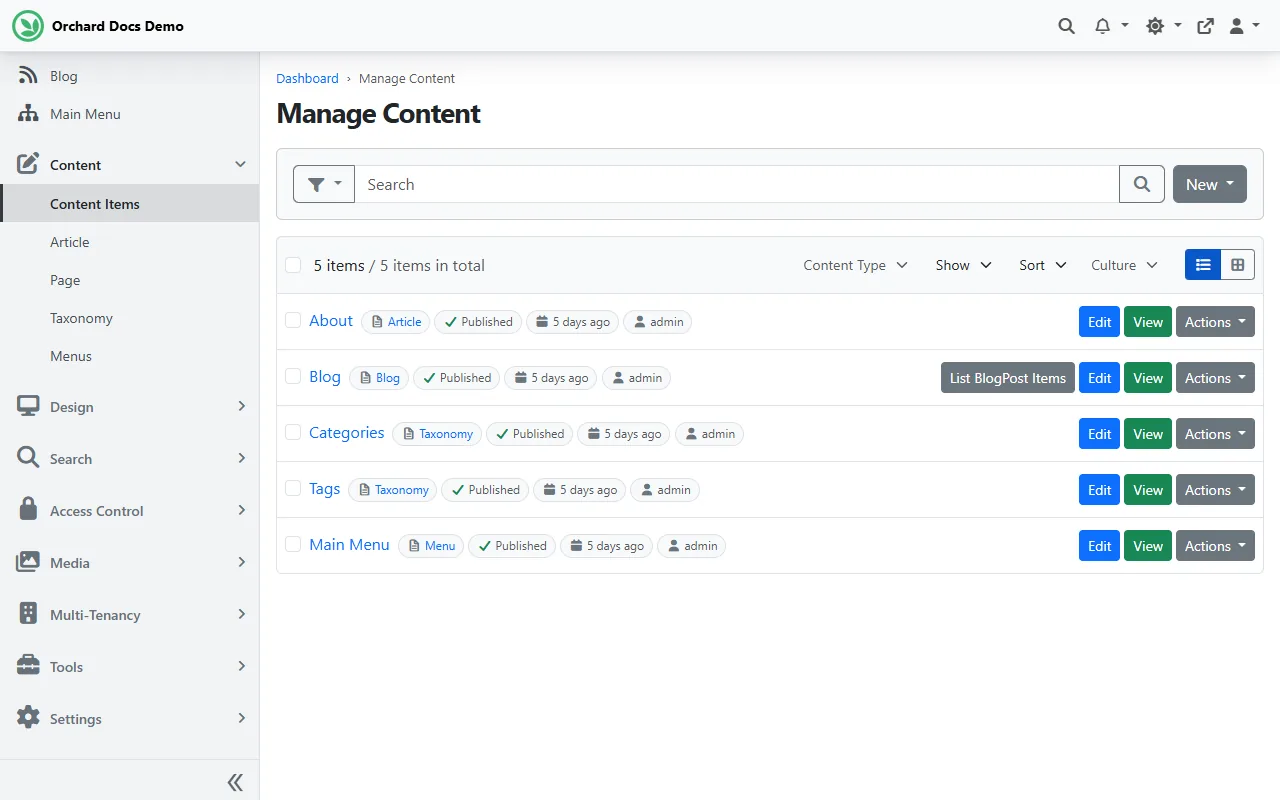 Orchard Docs Demo
Blog
Main Menu
Content
Content Items
Article
Page
Taxonomy
Menus
Design
Search
Access Control
Media
Multi-Tenancy
Tools
Settings
Dashboard › Manage Content
Manage Content
Search New
5 items / 5 items in total Content Type Show Sort Culture
About Article Published 5 days ago admin Edit View Actions
Blog Blog Published 5 days ago admin List BlogPost Items Edit View Actions
Categories Taxonomy Published 5 days ago admin Edit View Actions
Tags Taxonomy Published 5 days ago admin Edit View Actions
Main Menu Menu Published 5 days ago admin Edit View Actions